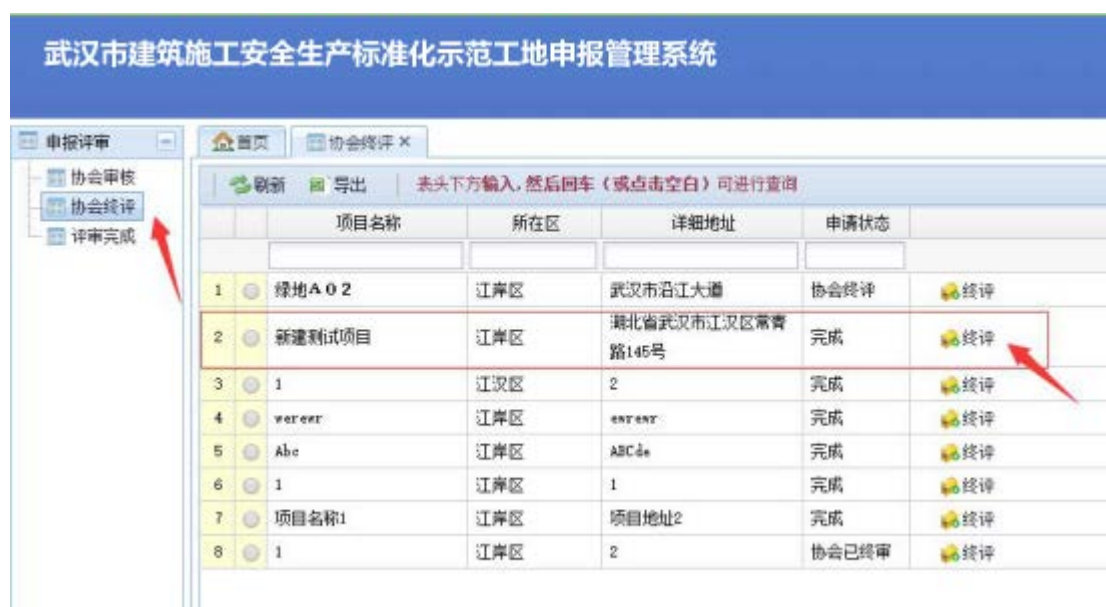 武汉市建筑施工安全生产标准化示范工地申报管理系统
申报评审
首页 协会终评 ×
协会审核
协会终评
评审完成
刷新 导出 表头下方输入，然后回车（或点击空白）可进行查询
项目名称 所在区 详细地址 申请状态
1 绿地A02 江岸区 武汉市沿江大道 协会终评 终评
2 新建测试项目 江岸区 湖北省武汉市江汉区常青路145号 完成 终评
3 1 江汉区 2 完成 终评
4 werewr 江岸区 ewrewr 完成 终评
5 Abc 江岸区 ABCde 完成 终评
6 1 江岸区 1 完成 终评
7 项目名称1 江岸区 项目地址2 完成 终评
8 1 江岸区 2 协会已终审 终评